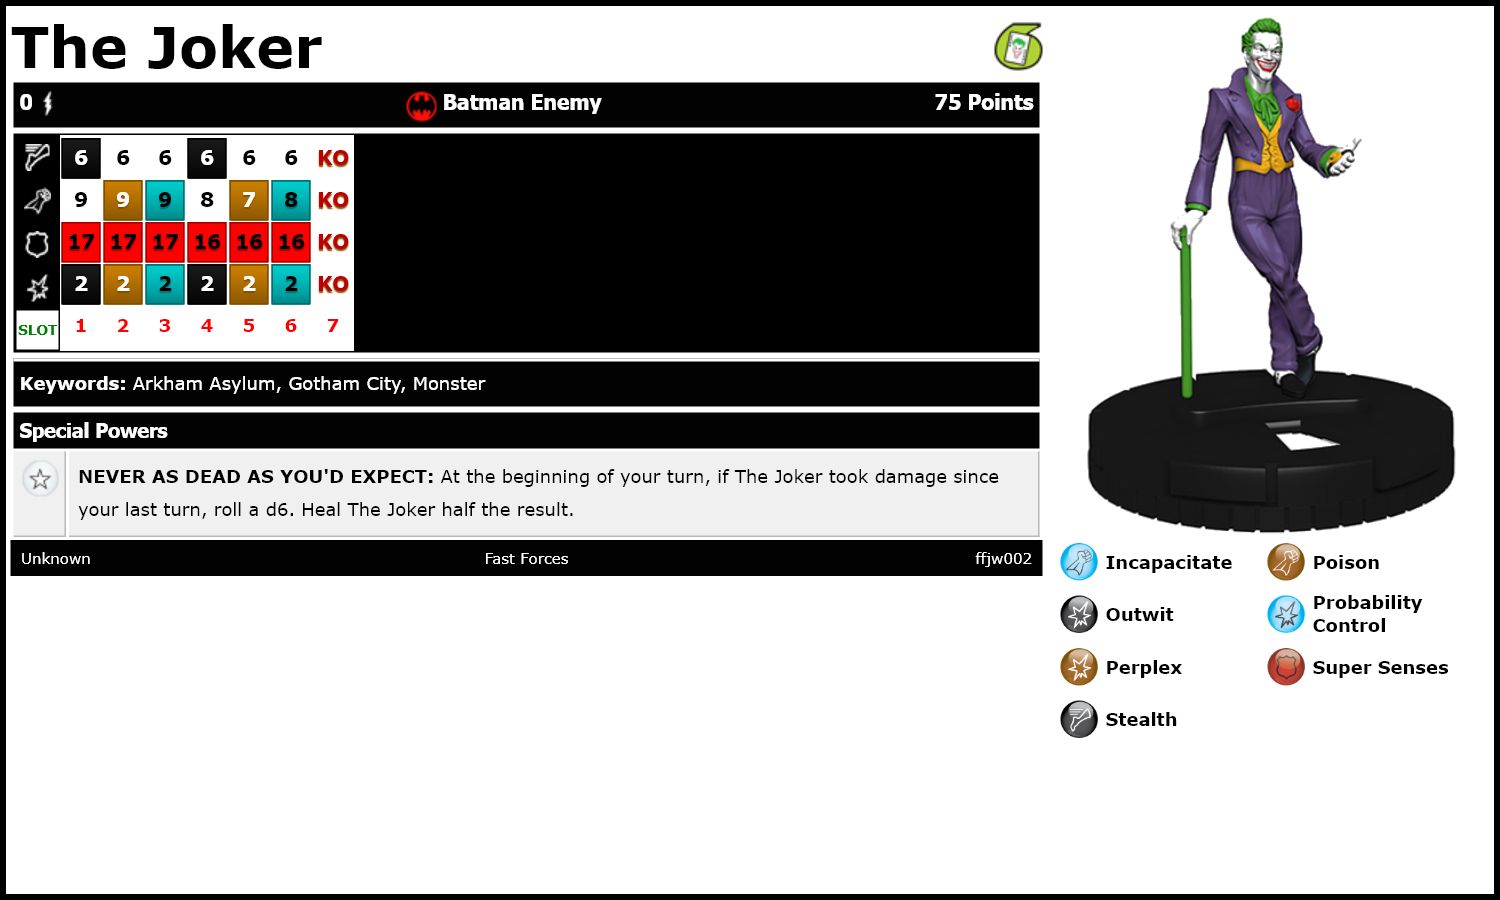 The Joker
0 Batman Enemy 75 Points
6 6 6 6 6 6 KO
9 9 9 8 7 8 KO
17 17 17 16 16 16 KO
2 2 2 2 2 2 KO
SLOT 1 2 3 4 5 6 7
Keywords: Arkham Asylum, Gotham City, Monster
Special Powers
NEVER AS DEAD AS YOU'D EXPECT: At the beginning of your turn, if The Joker took damage since
your last turn, roll a d6. Heal The Joker half the result.
Unknown Fast Forces ffjw002
Incapacitate Poison
Outwit Probability
Control
Perplex Super Senses
Stealth